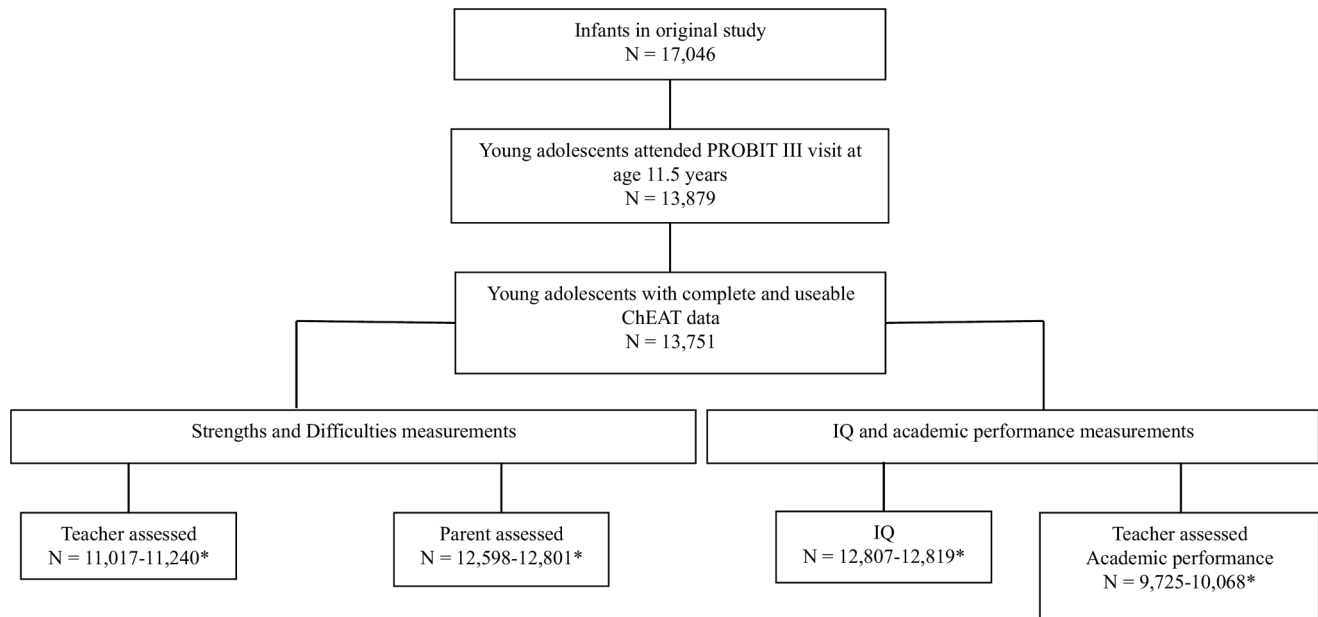 Infants in original study
N = 17,046
Young adolescents attended PROBIT III visit at
age 11.5 years
N = 13,879
Young adolescents with complete and useable
ChEAT data
N = 13,751
Strengths and Difficulties measurements
IQ and academic performance measurements
Teacher assessed
N = 11,017-11,240*
Parent assessed
N = 12,598-12,801*
IQ
N = 12,807-12,819*
Teacher assessed
Academic performance
N = 9,725-10,068*